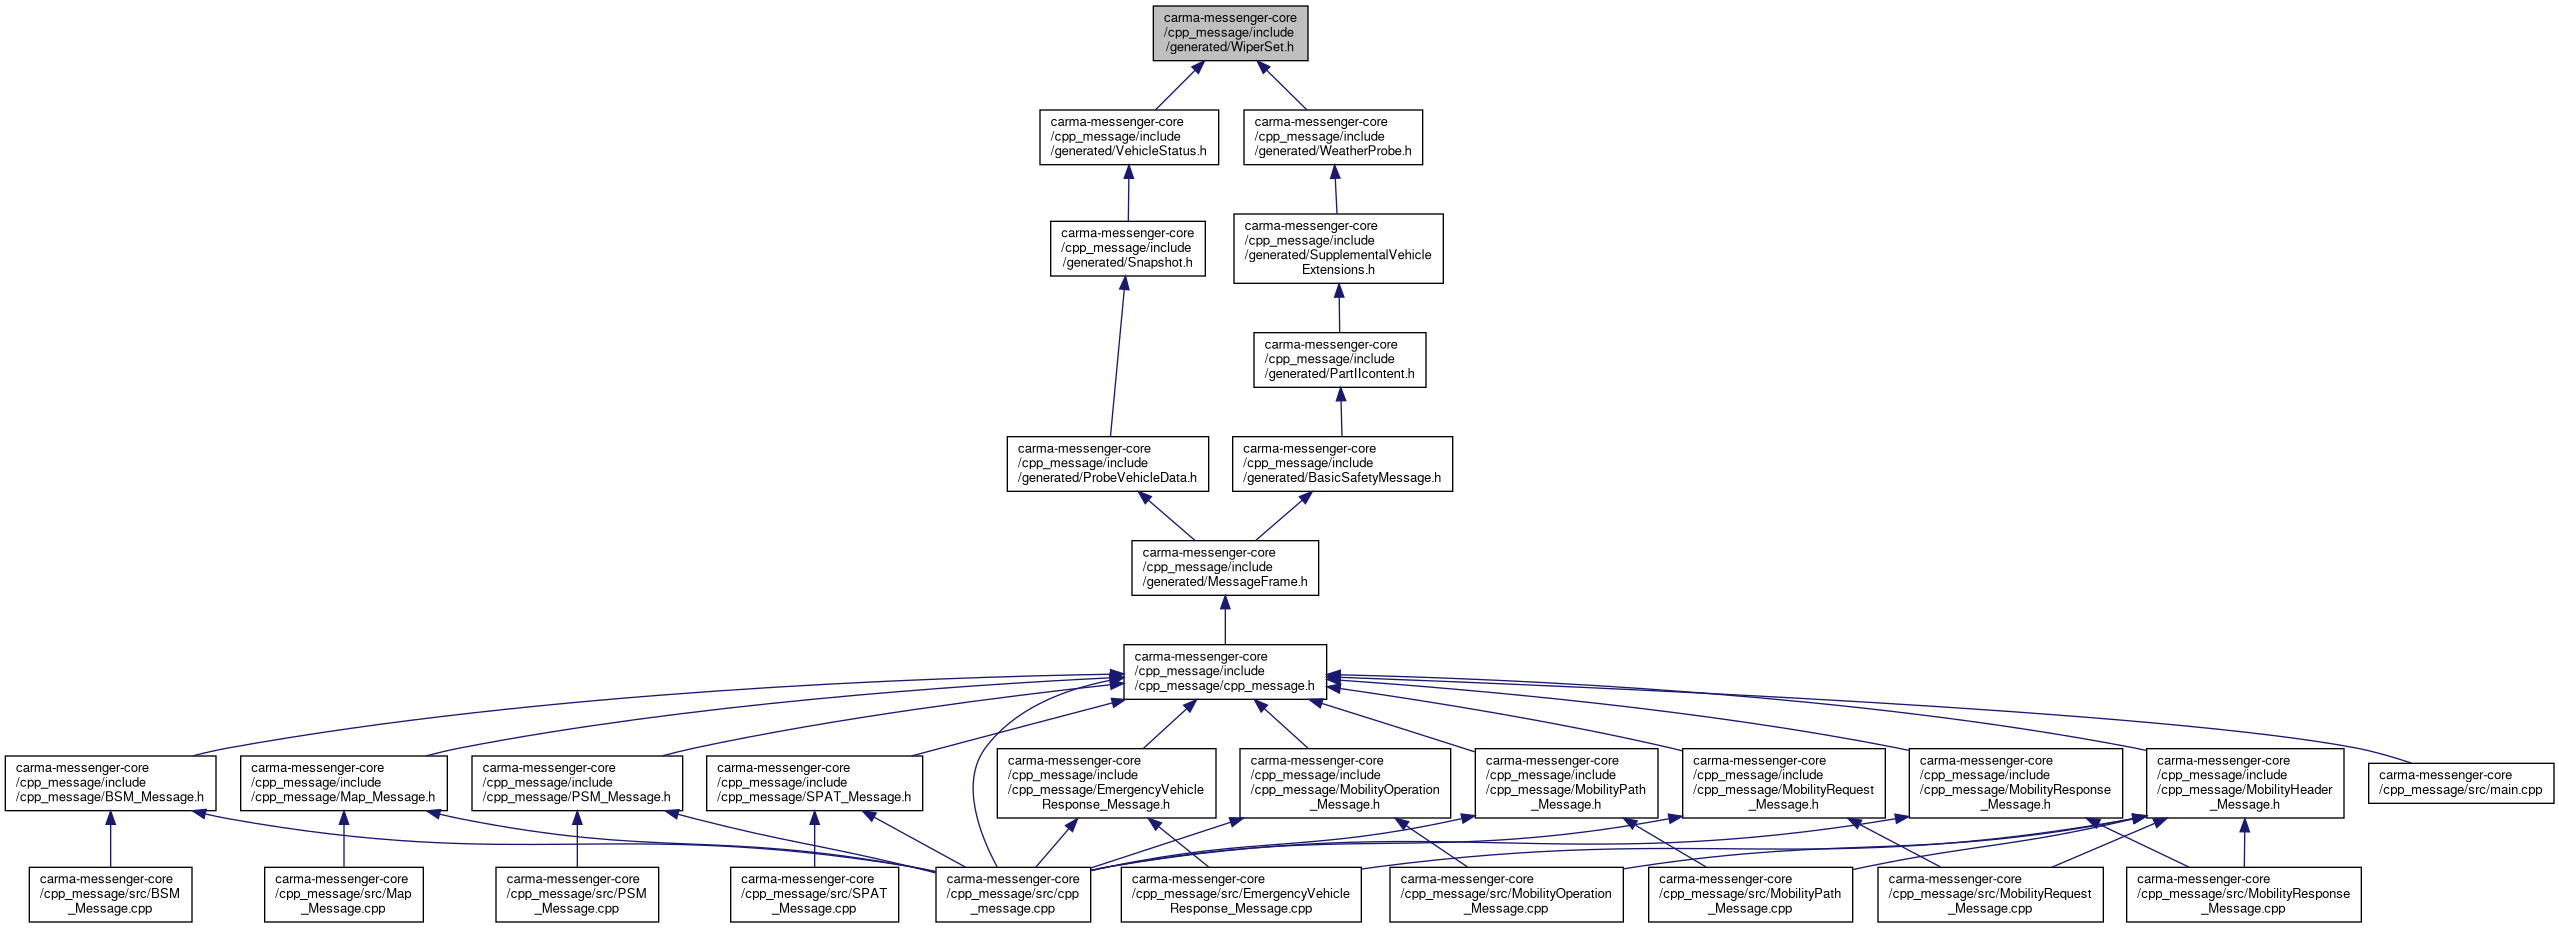 carma-messenger-core
/cpp_message/include
/generated/WiperSet.h
carma-messenger-core
/cpp_message/include
/generated/VehicleStatus.h
carma-messenger-core
/cpp_message/include
/generated/WeatherProbe.h
carma-messenger-core
/cpp_message/include
/generated/Snapshot.h
carma-messenger-core
/cpp_message/include
/generated/SupplementalVehicle
Extensions.h
carma-messenger-core
/cpp_message/include
/generated/PartIIcontent.h
carma-messenger-core
/cpp_message/include
/generated/ProbeVehicleData.h
carma-messenger-core
/cpp_message/include
/generated/BasicSafetyMessage.h
carma-messenger-core
/cpp_message/include
/generated/MessageFrame.h
carma-messenger-core
/cpp_message/include
/cpp_message/cpp_message.h
carma-messenger-core
/cpp_message/include
/cpp_message/BSM_Message.h
carma-messenger-core
/cpp_message/include
/cpp_message/Map_Message.h
carma-messenger-core
/cpp_message/include
/cpp_message/PSM_Message.h
carma-messenger-core
/cpp_message/include
/cpp_message/SPAT_Message.h
carma-messenger-core
/cpp_message/include
/cpp_message/EmergencyVehicle
Response_Message.h
carma-messenger-core
/cpp_message/include
/cpp_message/MobilityOperation
_Message.h
carma-messenger-core
/cpp_message/include
/cpp_message/MobilityPath
_Message.h
carma-messenger-core
/cpp_message/include
/cpp_message/MobilityRequest
_Message.h
carma-messenger-core
/cpp_message/include
/cpp_message/MobilityResponse
_Message.h
carma-messenger-core
/cpp_message/include
/cpp_message/MobilityHeader
_Message.h
carma-messenger-core
/cpp_message/src/main.cpp
carma-messenger-core
/cpp_message/src/BSM
_Message.cpp
carma-messenger-core
/cpp_message/src/Map
_Message.cpp
carma-messenger-core
/cpp_message/src/PSM
_Message.cpp
carma-messenger-core
/cpp_message/src/SPAT
_Message.cpp
carma-messenger-core
/cpp_message/src/cpp
_message.cpp
carma-messenger-core
/cpp_message/src/EmergencyVehicle
Response_Message.cpp
carma-messenger-core
/cpp_message/src/MobilityOperation
_Message.cpp
carma-messenger-core
/cpp_message/src/MobilityPath
_Message.cpp
carma-messenger-core
/cpp_message/src/MobilityRequest
_Message.cpp
carma-messenger-core
/cpp_message/src/MobilityResponse
_Message.cpp